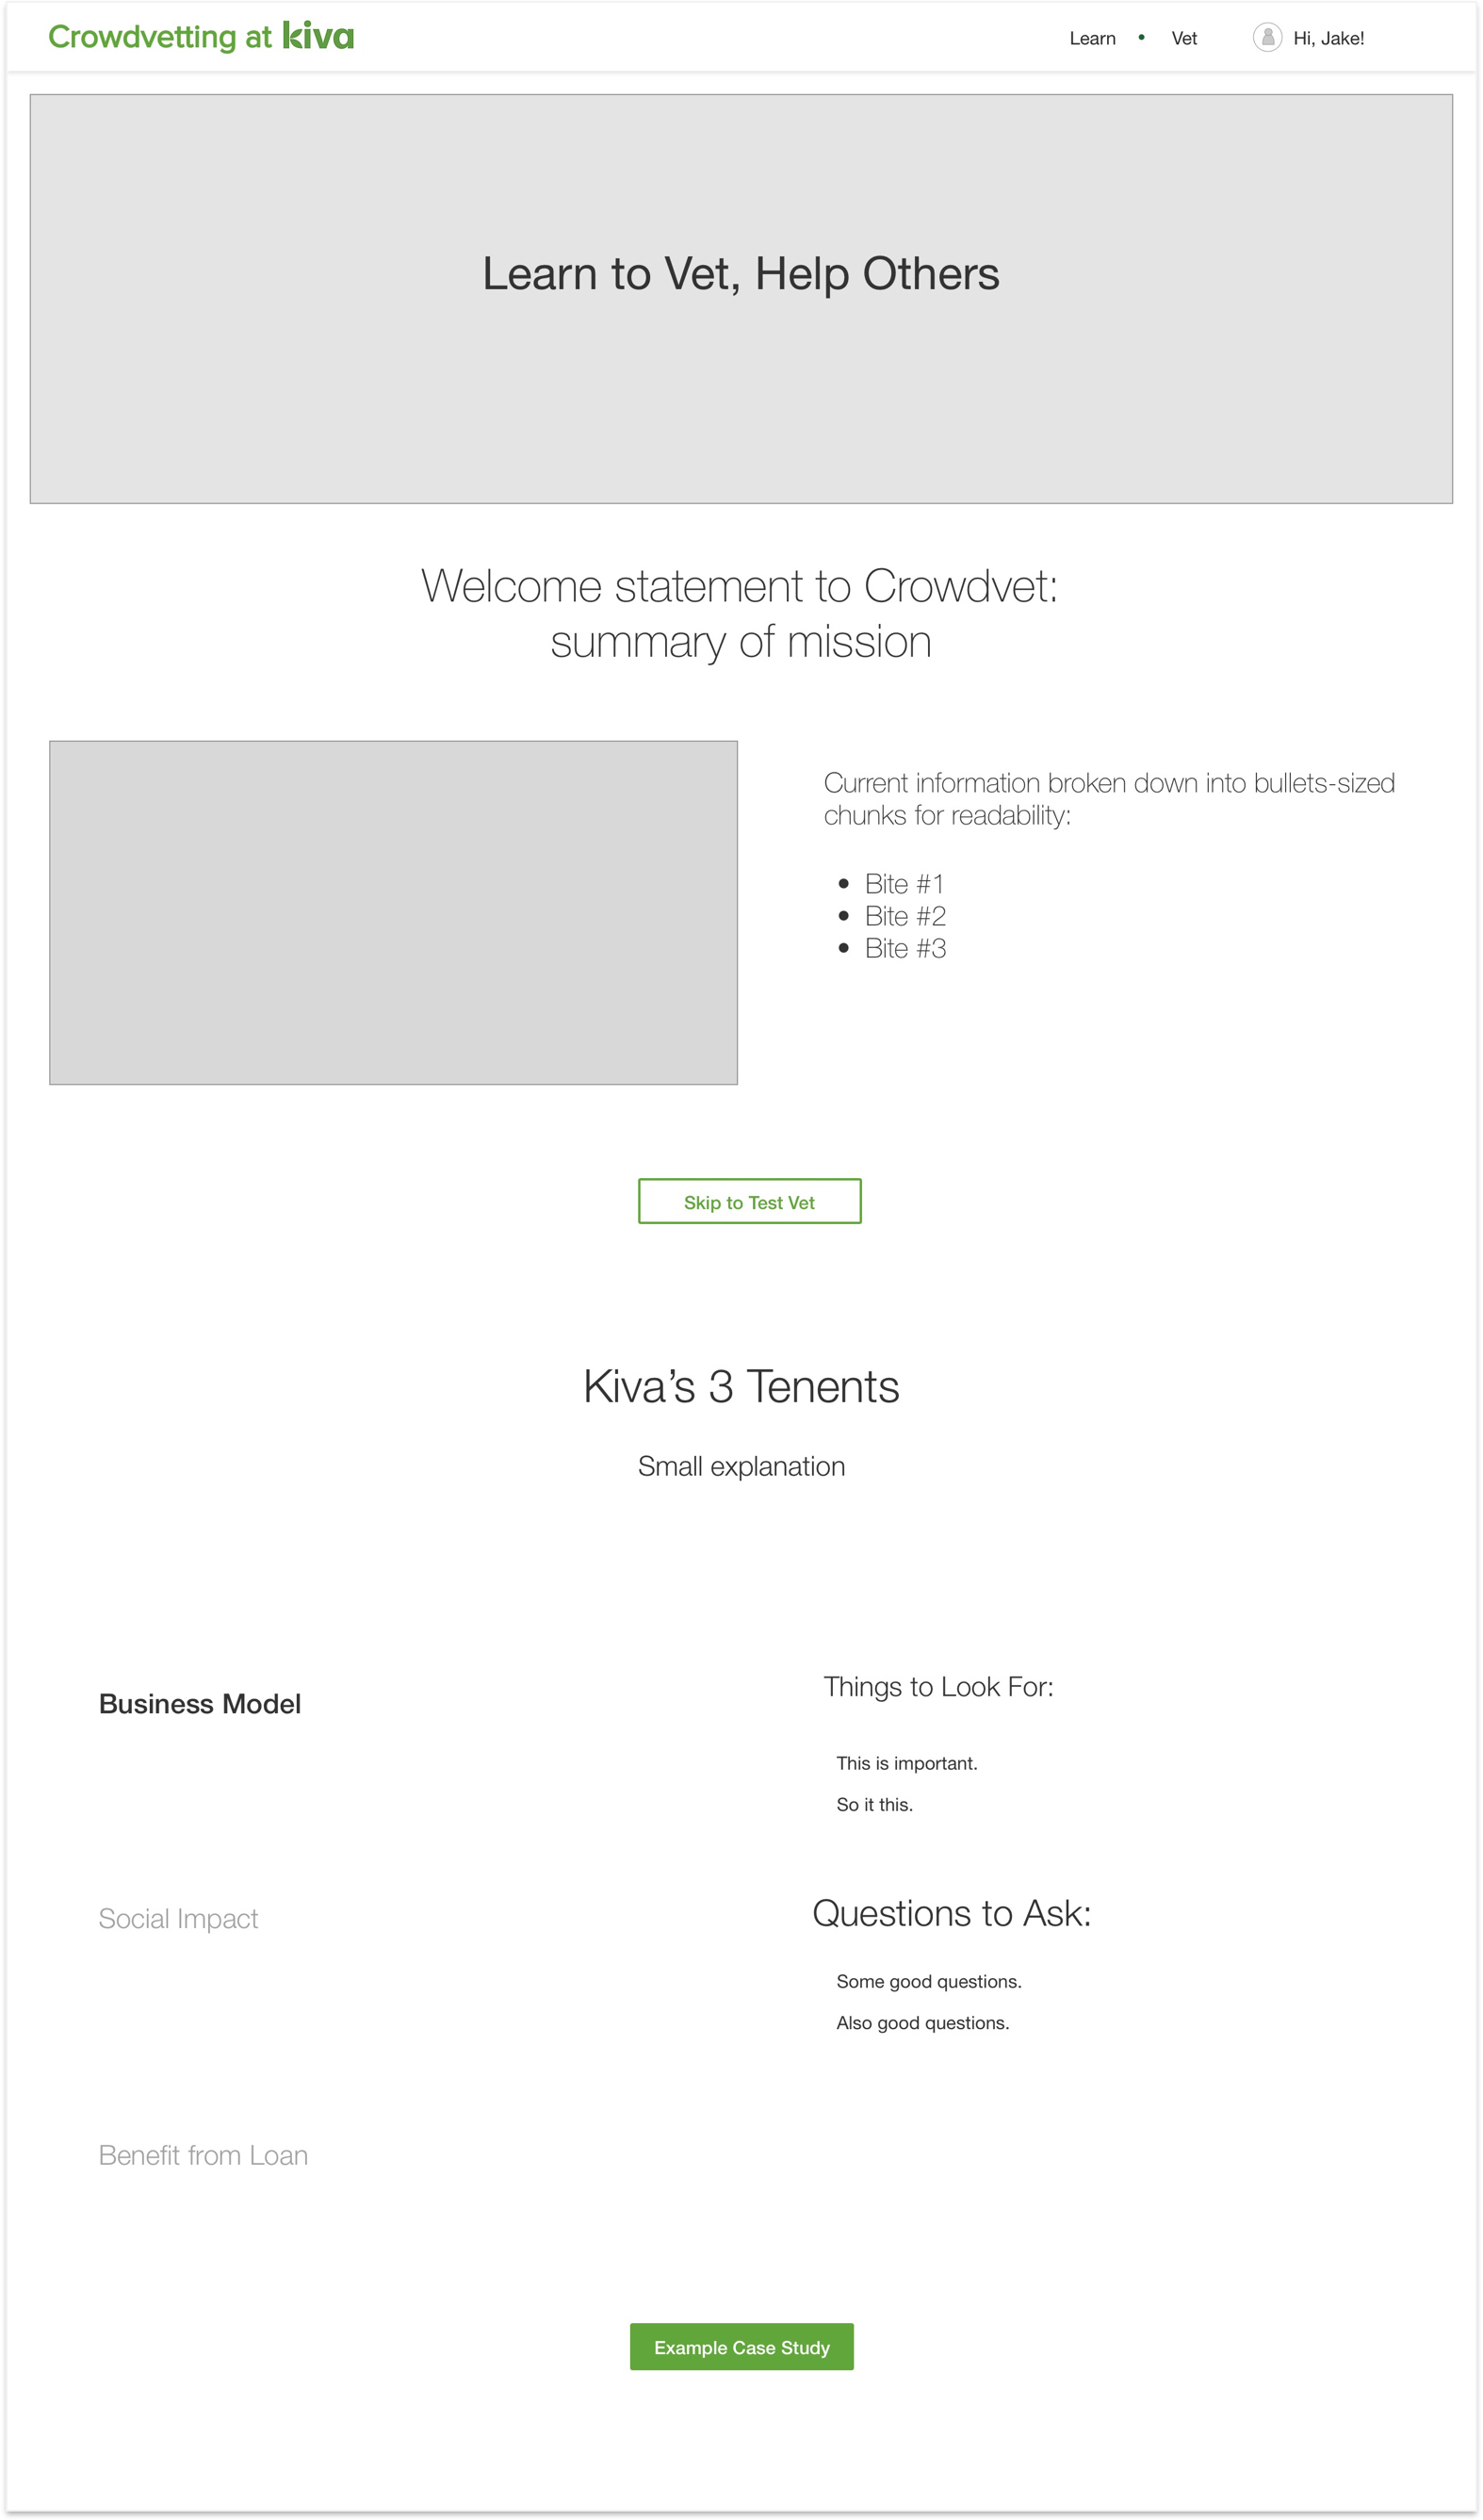 Crowdvetting at kiva
Learn • Vet
Hi, Jake!
Learn to Vet, Help Others
Welcome statement to Crowdvet:
summary of mission
Current information broken down into bullets-sized
chunks for readability:
• Bite #1
• Bite #2
• Bite #3
Skip to Test Vet
Kiva’s 3 Tenents
Small explanation
Business Model
Social Impact
Benefit from Loan
Things to Look For:
This is important.
So it this.
Questions to Ask:
Some good questions.
Also good questions.
Example Case Study